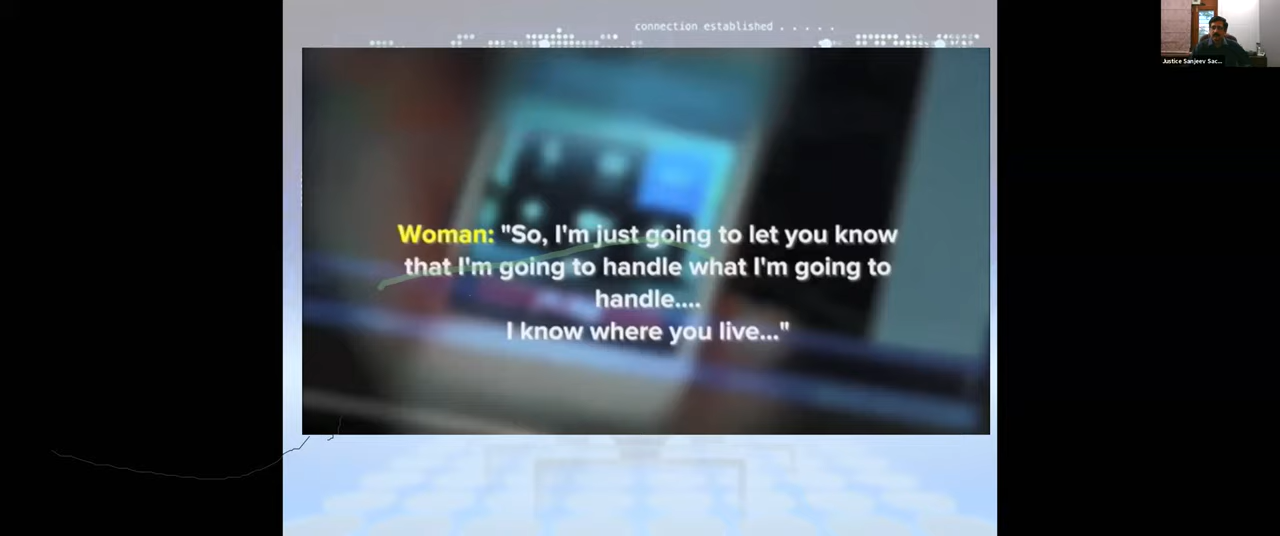 connection established . . . . .
Justice Sanjeev Sac...
Woman: "So, I'm just going to let you know
that I'm going to handle what I'm going to
handle....
I know where you live..."